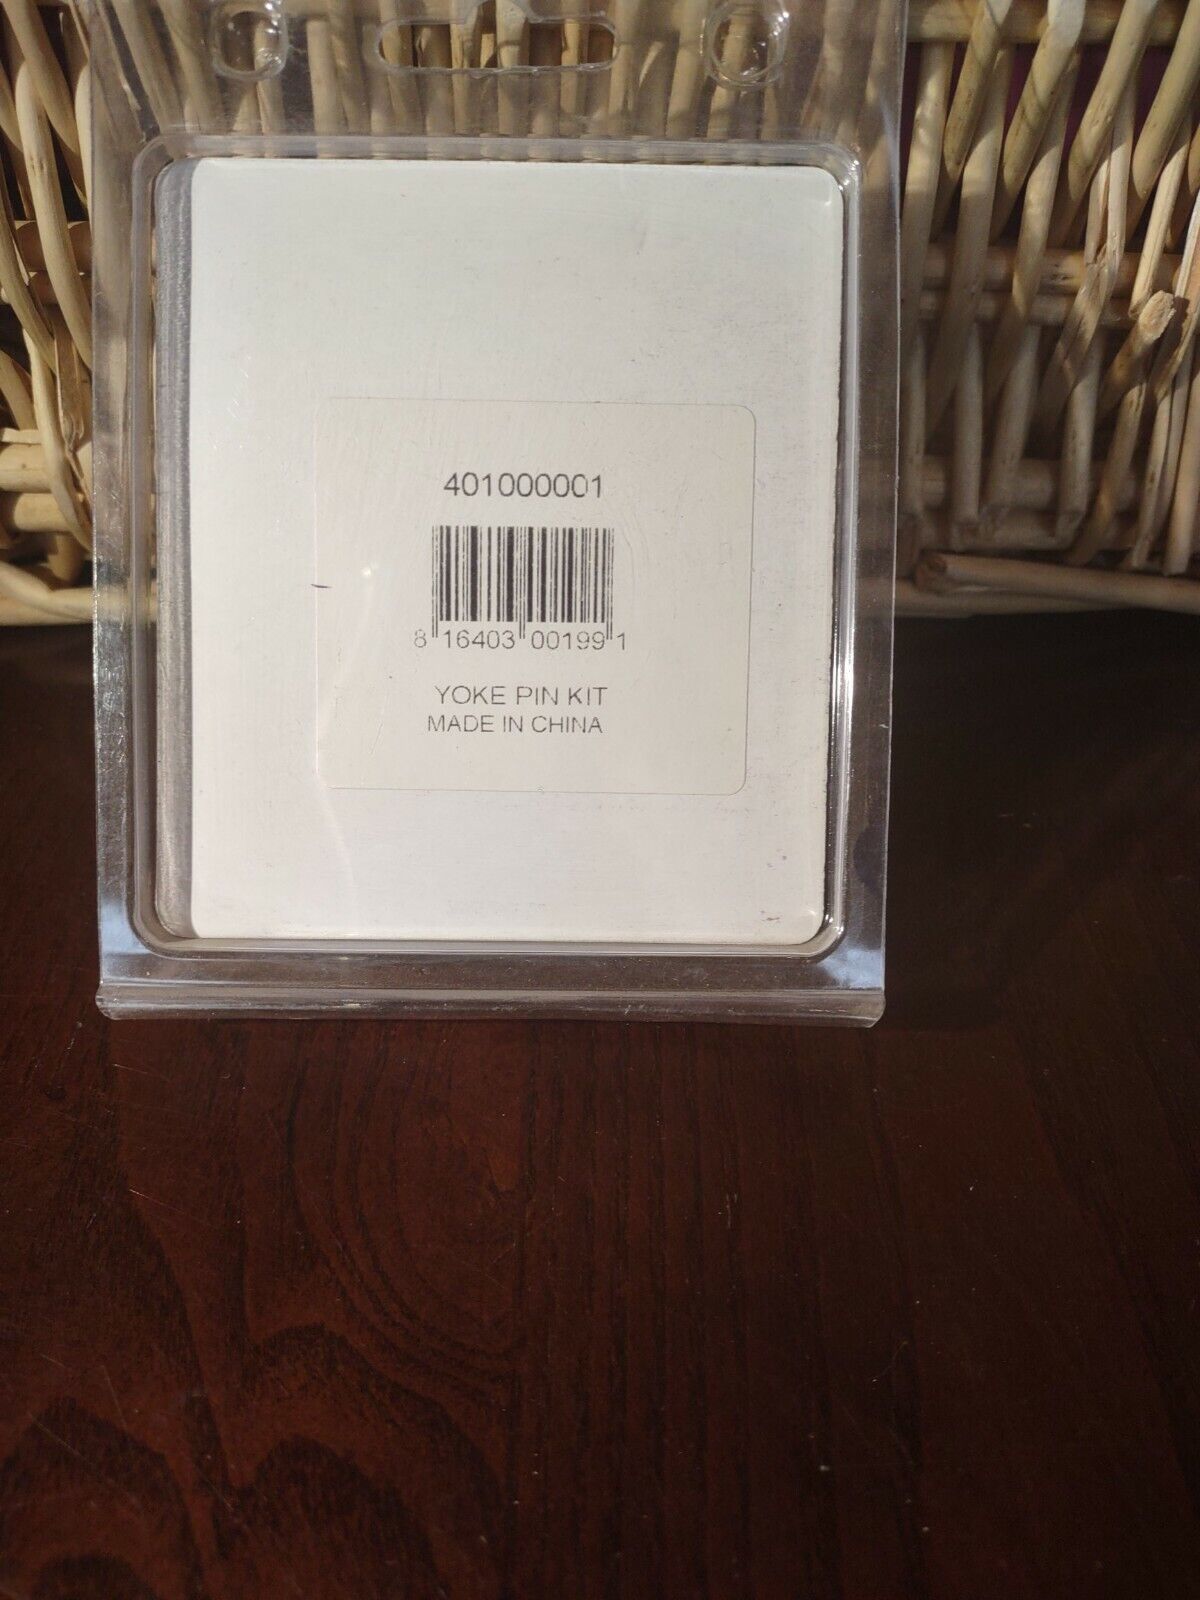 401000001
8 16403 00199 1
YOKE PIN KIT
MADE IN CHINA